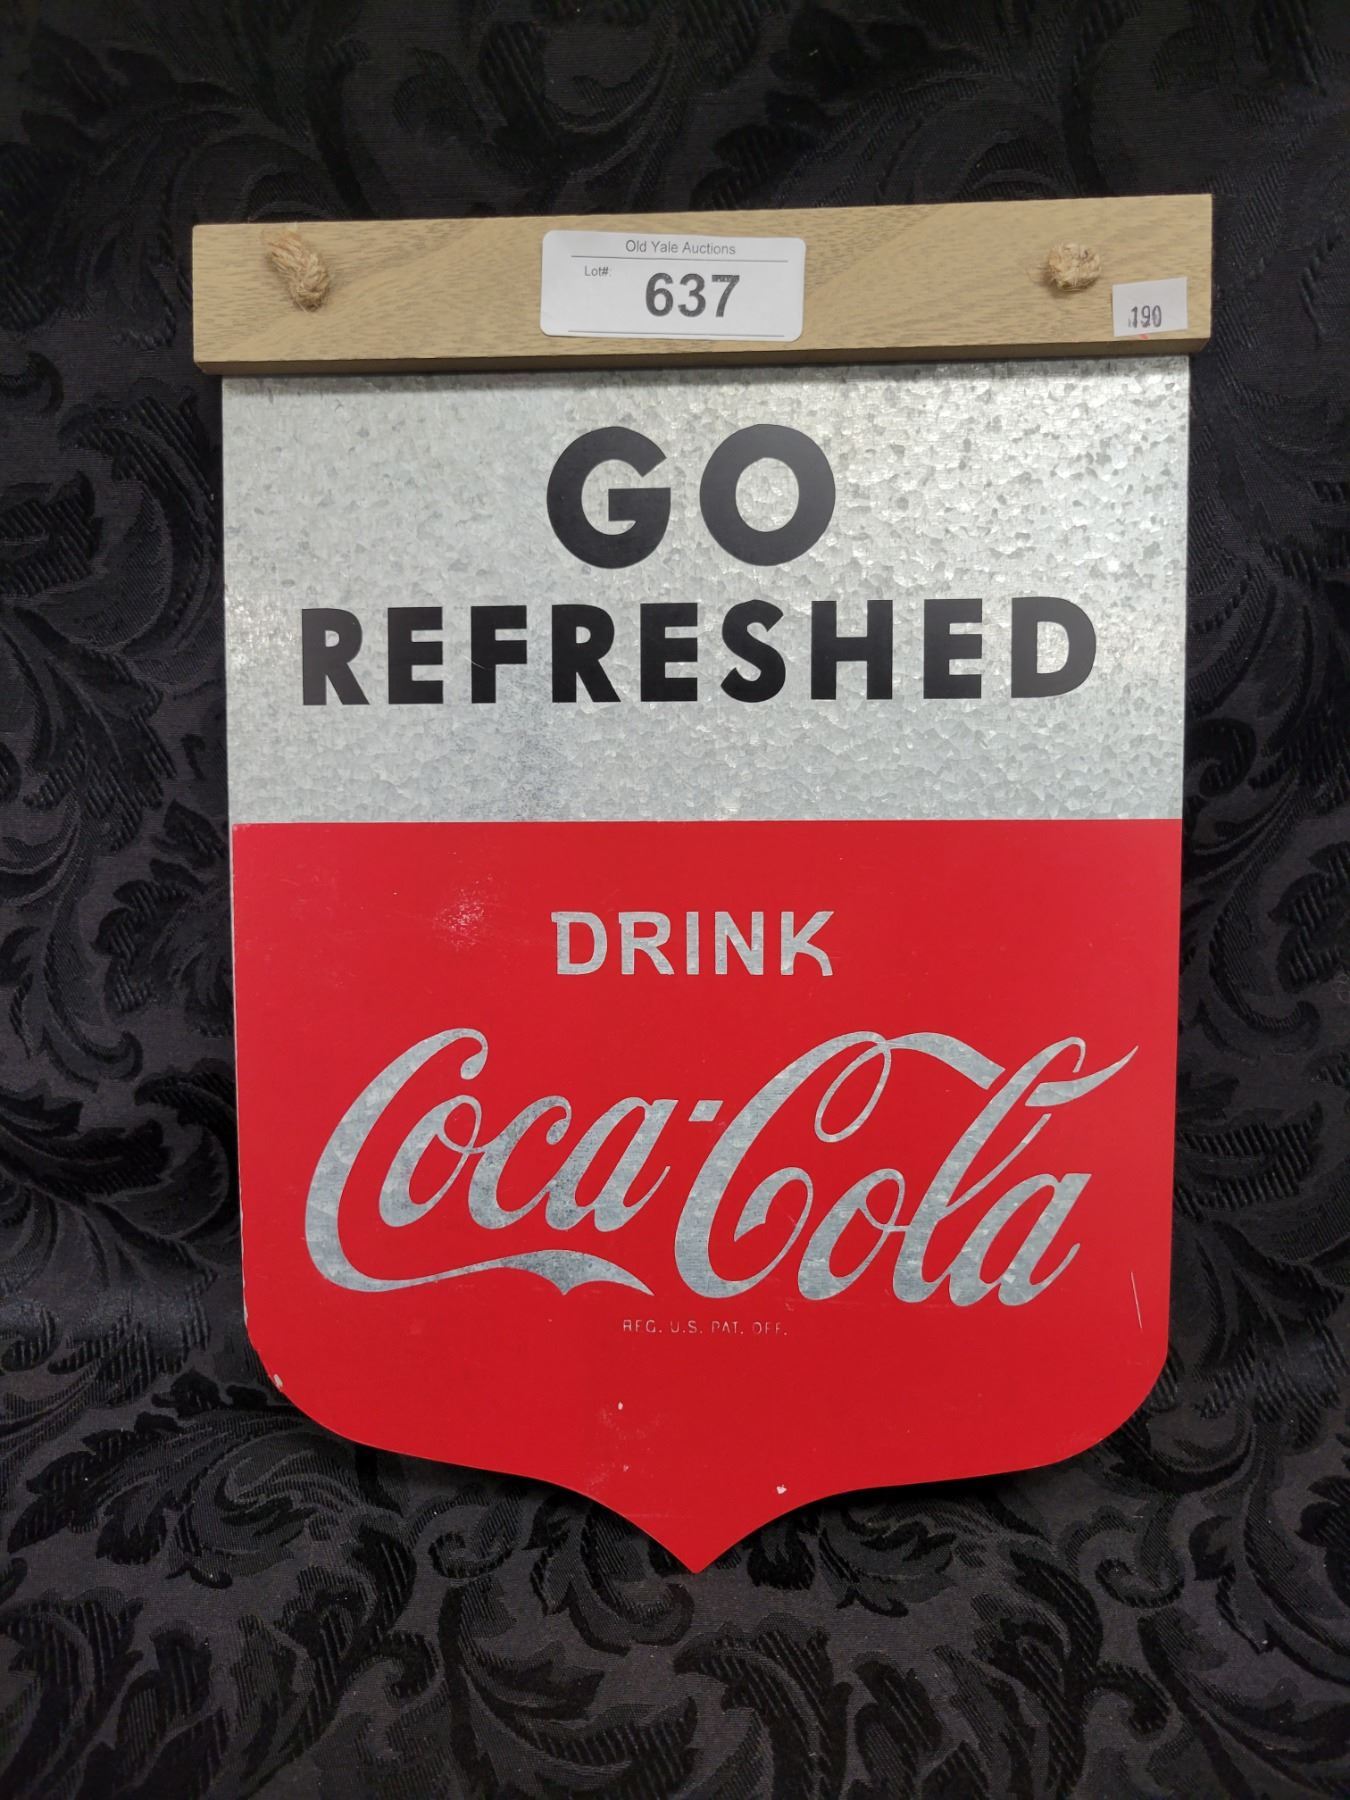 Old Yale Auctions
Lot#: 637
190
GO
REFRESHED
DRINK
Coca-Cola
REG. U.S. PAT. OFF.